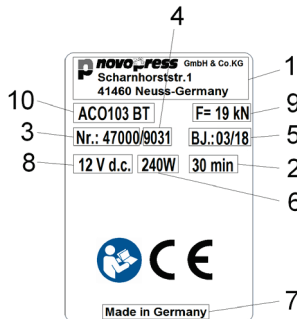 4
novopress GmbH & Co.KG
Scharnhorststr.1
41460 Neuss-Germany
1
10
ACO103 BT
F= 19 kN
9
3
Nr.: 47000/9031
BJ.:03/18
5
8
12 V d.c.
240W
30 min
2
6
CE
Made in Germany
7